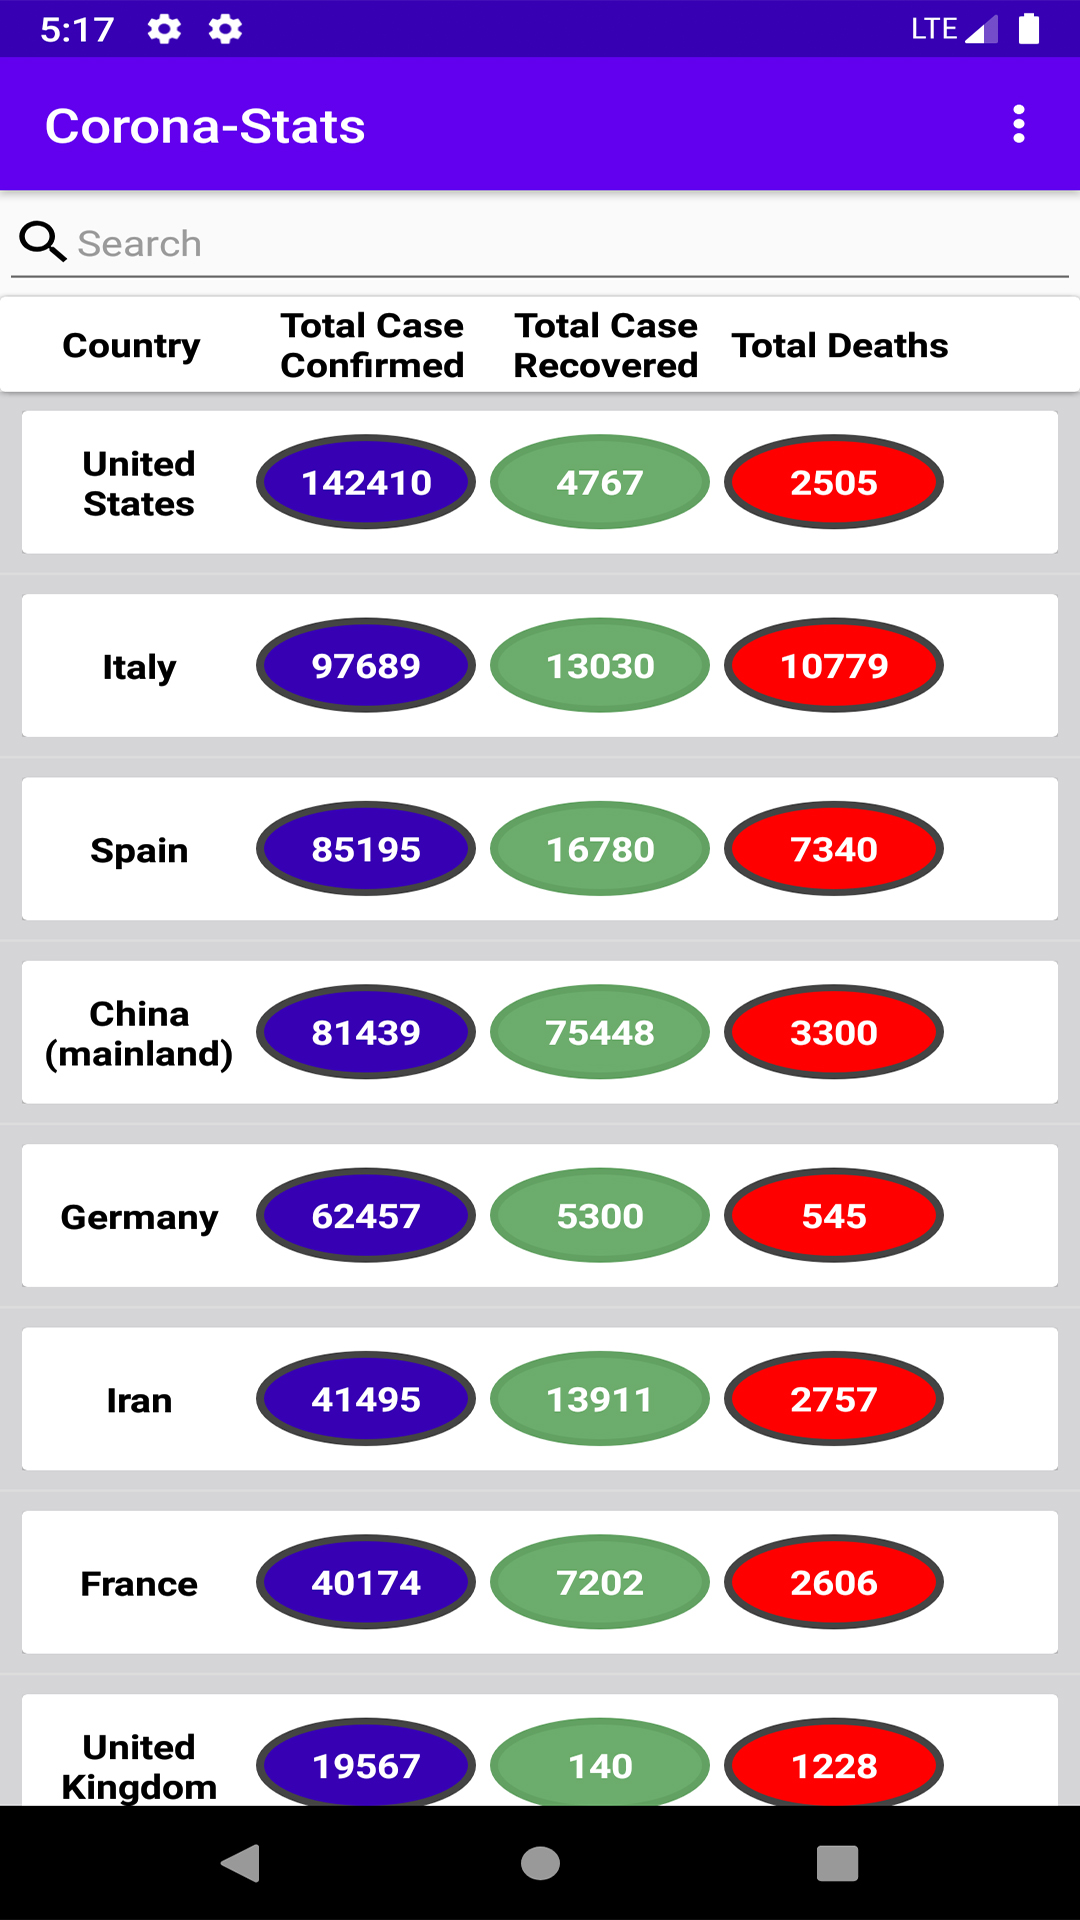 5:17 LTE
Corona-Stats
Search
Country Total Case Confirmed Total Case Recovered Total Deaths
United States 142410 4767 2505
Italy 97689 13030 10779
Spain 85195 16780 7340
China (mainland) 81439 75448 3300
Germany 62457 5300 545
Iran 41495 13911 2757
France 40174 7202 2606
United Kingdom 19567 140 1228